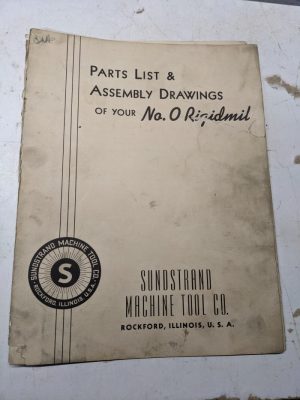 PARTS LIST &
ASSEMBLY DRAWINGS
OF YOUR No. 0 Rigidmil
SUNDSTRAND MACHINE TOOL CO.
ROCKFORD, ILLINOIS, U.S.A.
S
SUNDSTRAND
MACHINE TOOL CO.
ROCKFORD, ILLINOIS, U. S. A.